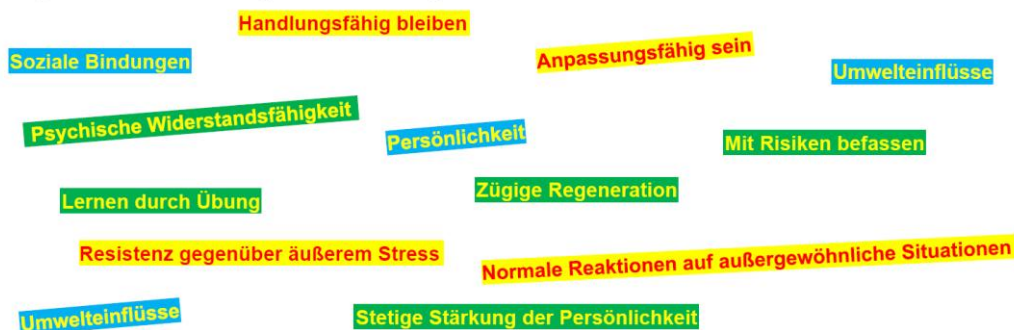 Handlungsfähig bleiben
Soziale Bindungen
Anpassungsfähig sein
Umwelteinflüsse
Psychische Widerstandsfähigkeit
Persönlichkeit
Mit Risiken befassen
Lernen durch Übung
Zügige Regeneration
Resistenz gegenüber äußerem Stress
Normale Reaktionen auf außergewöhnliche Situationen
Umwelteinflüsse
Stetige Stärkung der Persönlichkeit